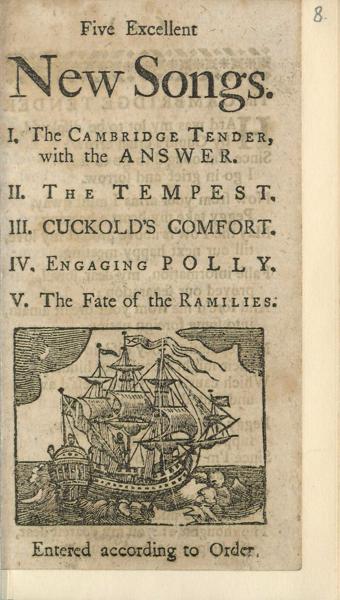 8.
Five Excellent
New Songs.
I. The CAMBRIDGE TENDER,
with the ANSWER.
II. THE TEMPEST.
III. CUCKOLD'S COMFORT.
IV. ENGAGING POLLY.
V. The Fate of the RAMILIES.
Entered according to Order.